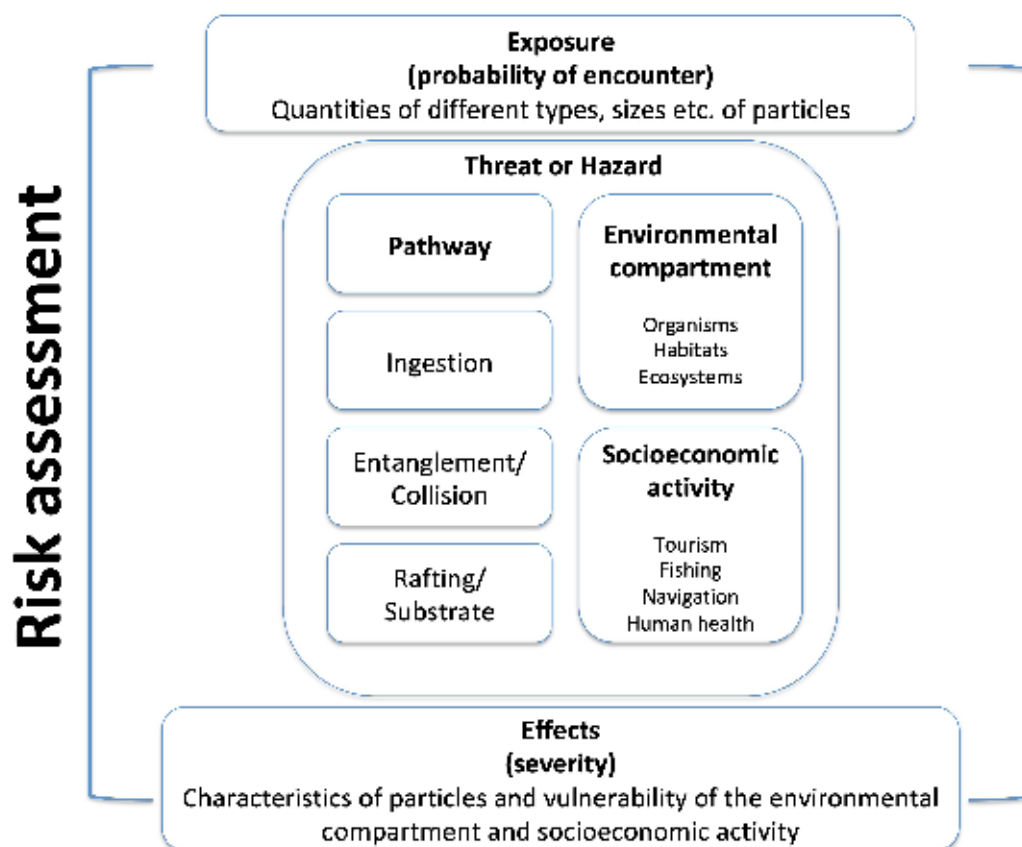 Risk assessment
Exposure
(probability of encounter)
Quantities of different types, sizes etc. of particles
Threat or Hazard
Pathway
Ingestion
Entanglement/
Collision
Rafting/
Substrate
Environmental
compartment
Organisms
Habitats
Ecosystems
Socioeconomic
activity
Tourism
Fishing
Navigation
Human health
Effects
(severity)
Characteristics of particles and vulnerability of the environmental
compartment and socioeconomic activity